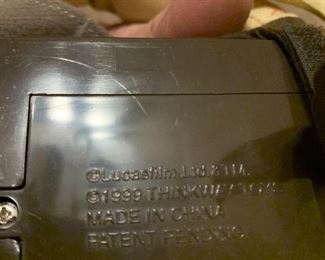 ©Lucasfilm Ltd. & TM.
©1999 THINKWAY TOYS
MADE IN CHINA
PATENT PENDING